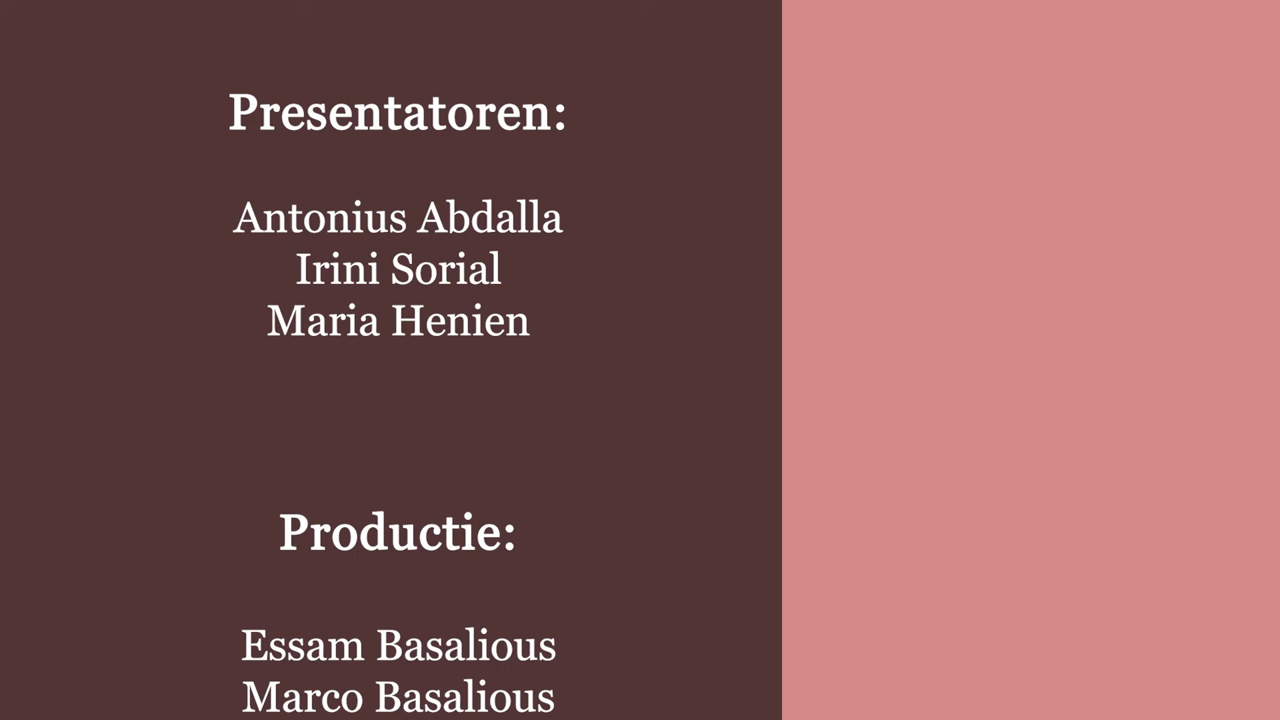 Presentatoren:
Antonius Abdalla
Irini Sorial
Maria Henien
Productie:
Essam Basalious
Marco Basalious